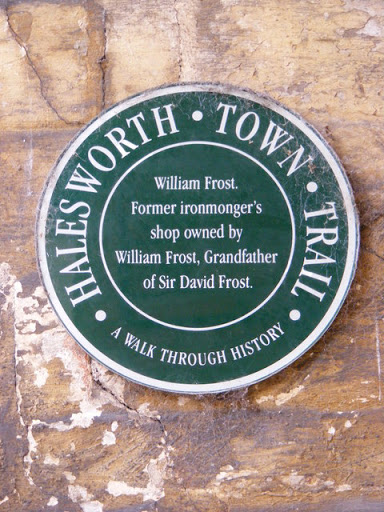 HALESWORTH • TOWN • TRAIL
William Frost.
Former ironmonger's
shop owned by
William Frost, Grandfather
of Sir David Frost.
• A WALK THROUGH HISTORY •